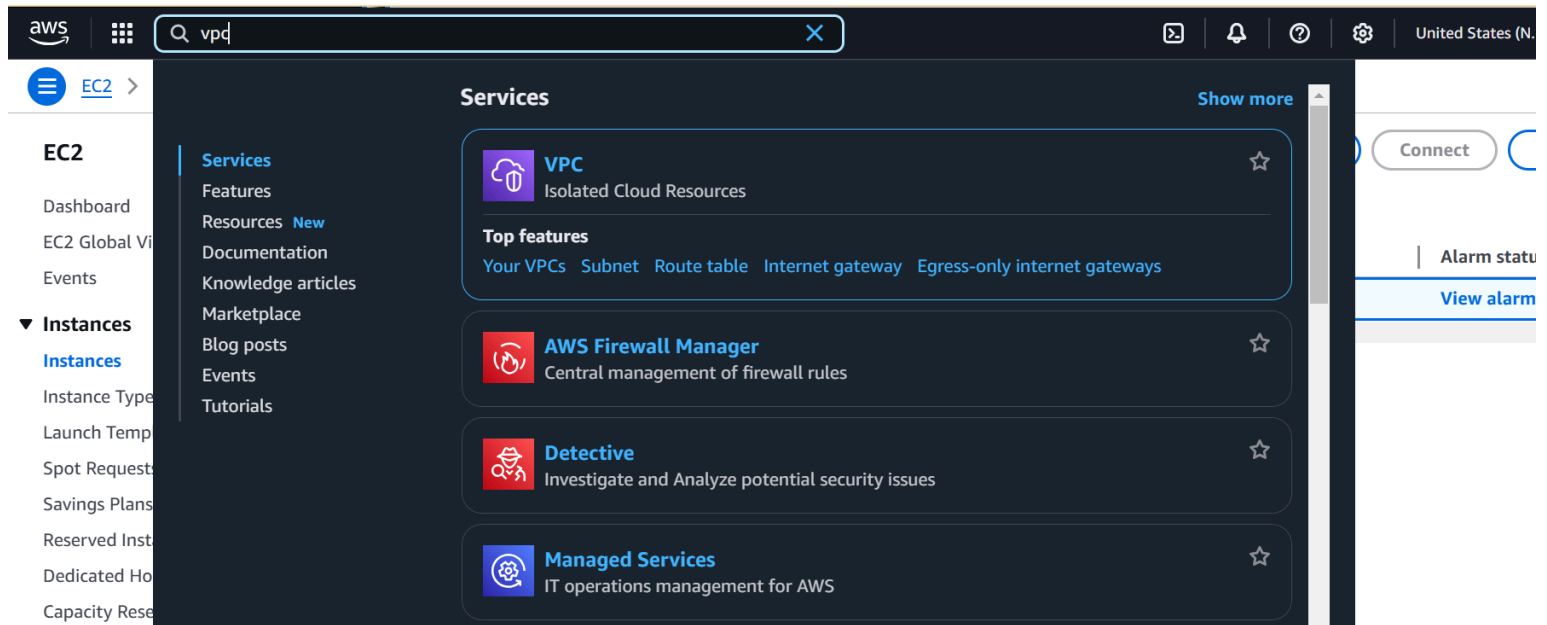 aws
vpc
United States (N.
EC2
EC2
Dashboard
EC2 Global Vi
Events
Instances
Instances
Instance Type
Launch Temp
Spot Requests
Savings Plans
Reserved Inst
Dedicated Ho
Capacity Rese
Services
Features
Resources New
Documentation
Knowledge articles
Marketplace
Blog posts
Events
Tutorials
Services
Show more
VPC
Isolated Cloud Resources
Top features
Your VPCs Subnet Route table Internet gateway Egress-only internet gateways
AWS Firewall Manager
Central management of firewall rules
Detective
Investigate and Analyze potential security issues
Managed Services
IT operations management for AWS
Connect
Alarm statu
View alarm